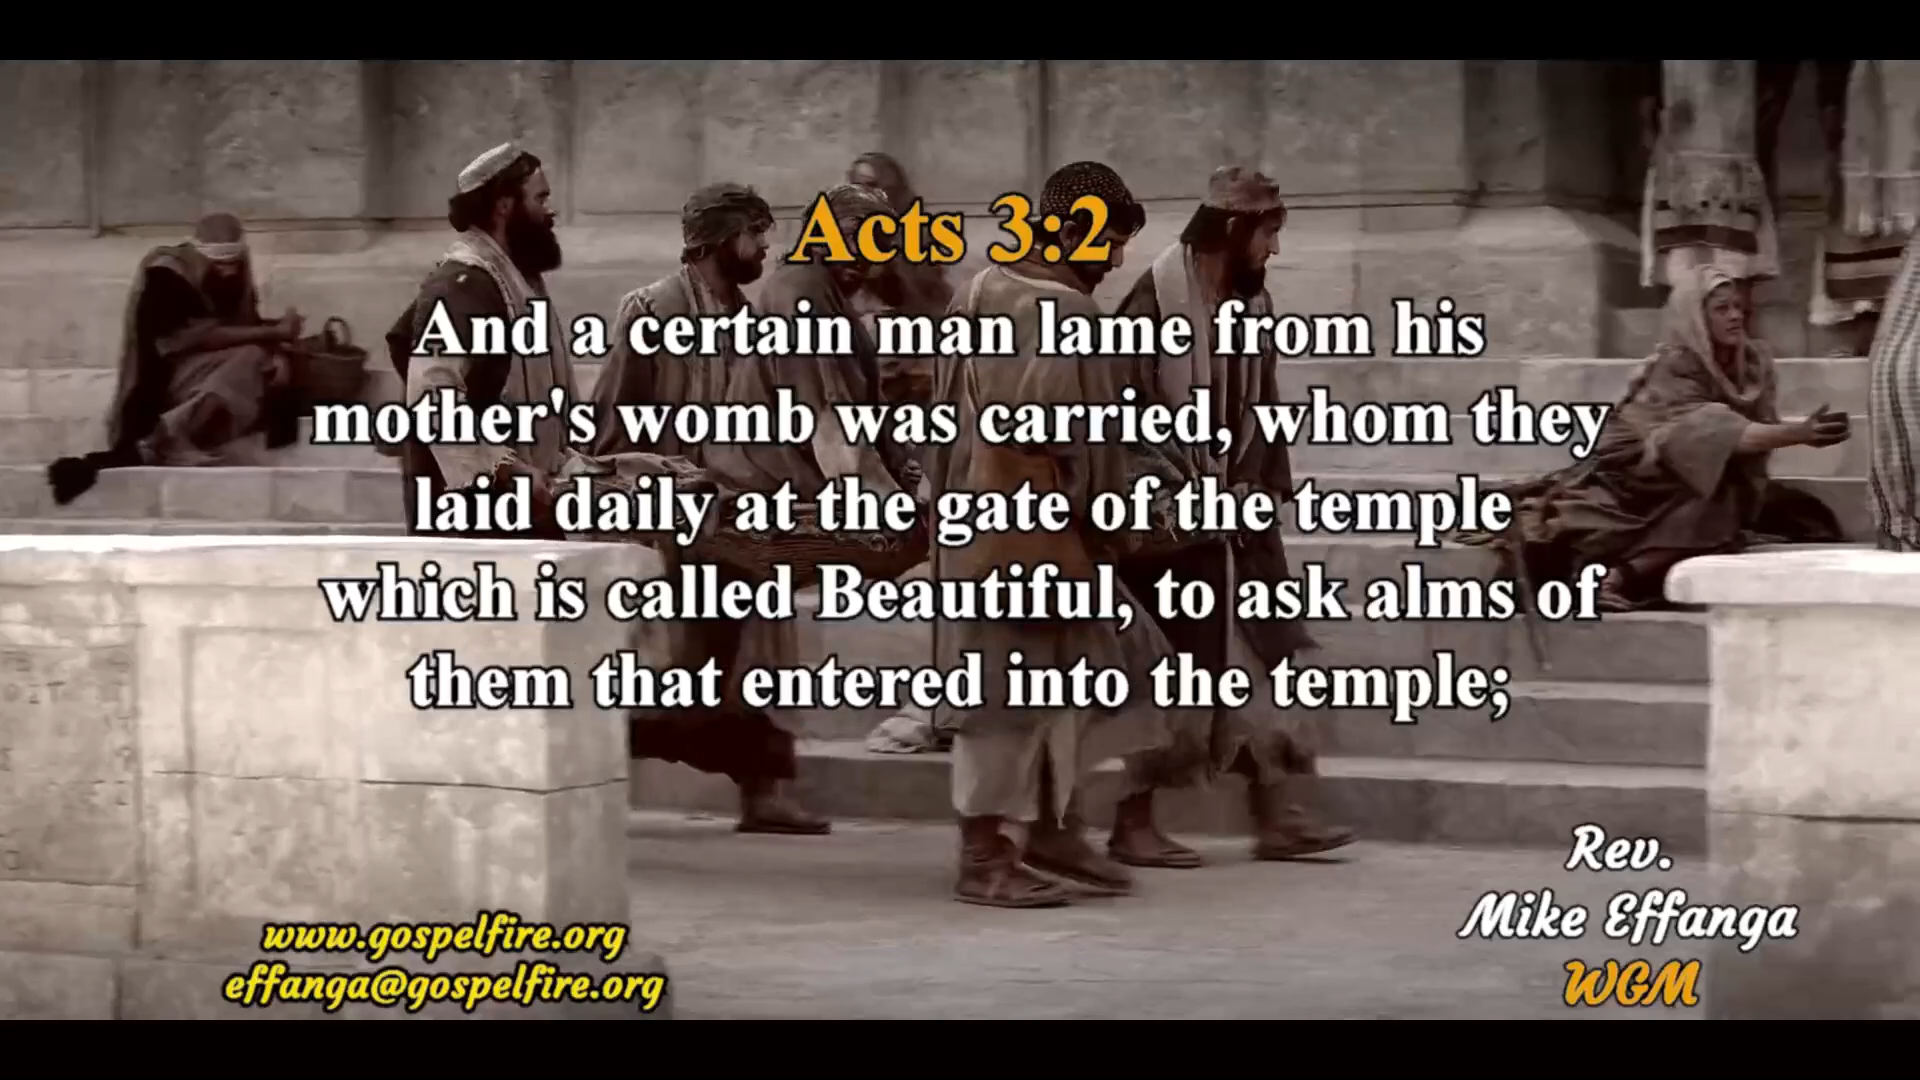 Acts 3:2
And a certain man lame from his
mother's womb was carried, whom they
laid daily at the gate of the temple
which is called Beautiful, to ask alms of
them that entered into the temple;
www.gospelfire.org
effanga@gospelfire.org
Rev.
Mike Effanga
WGM